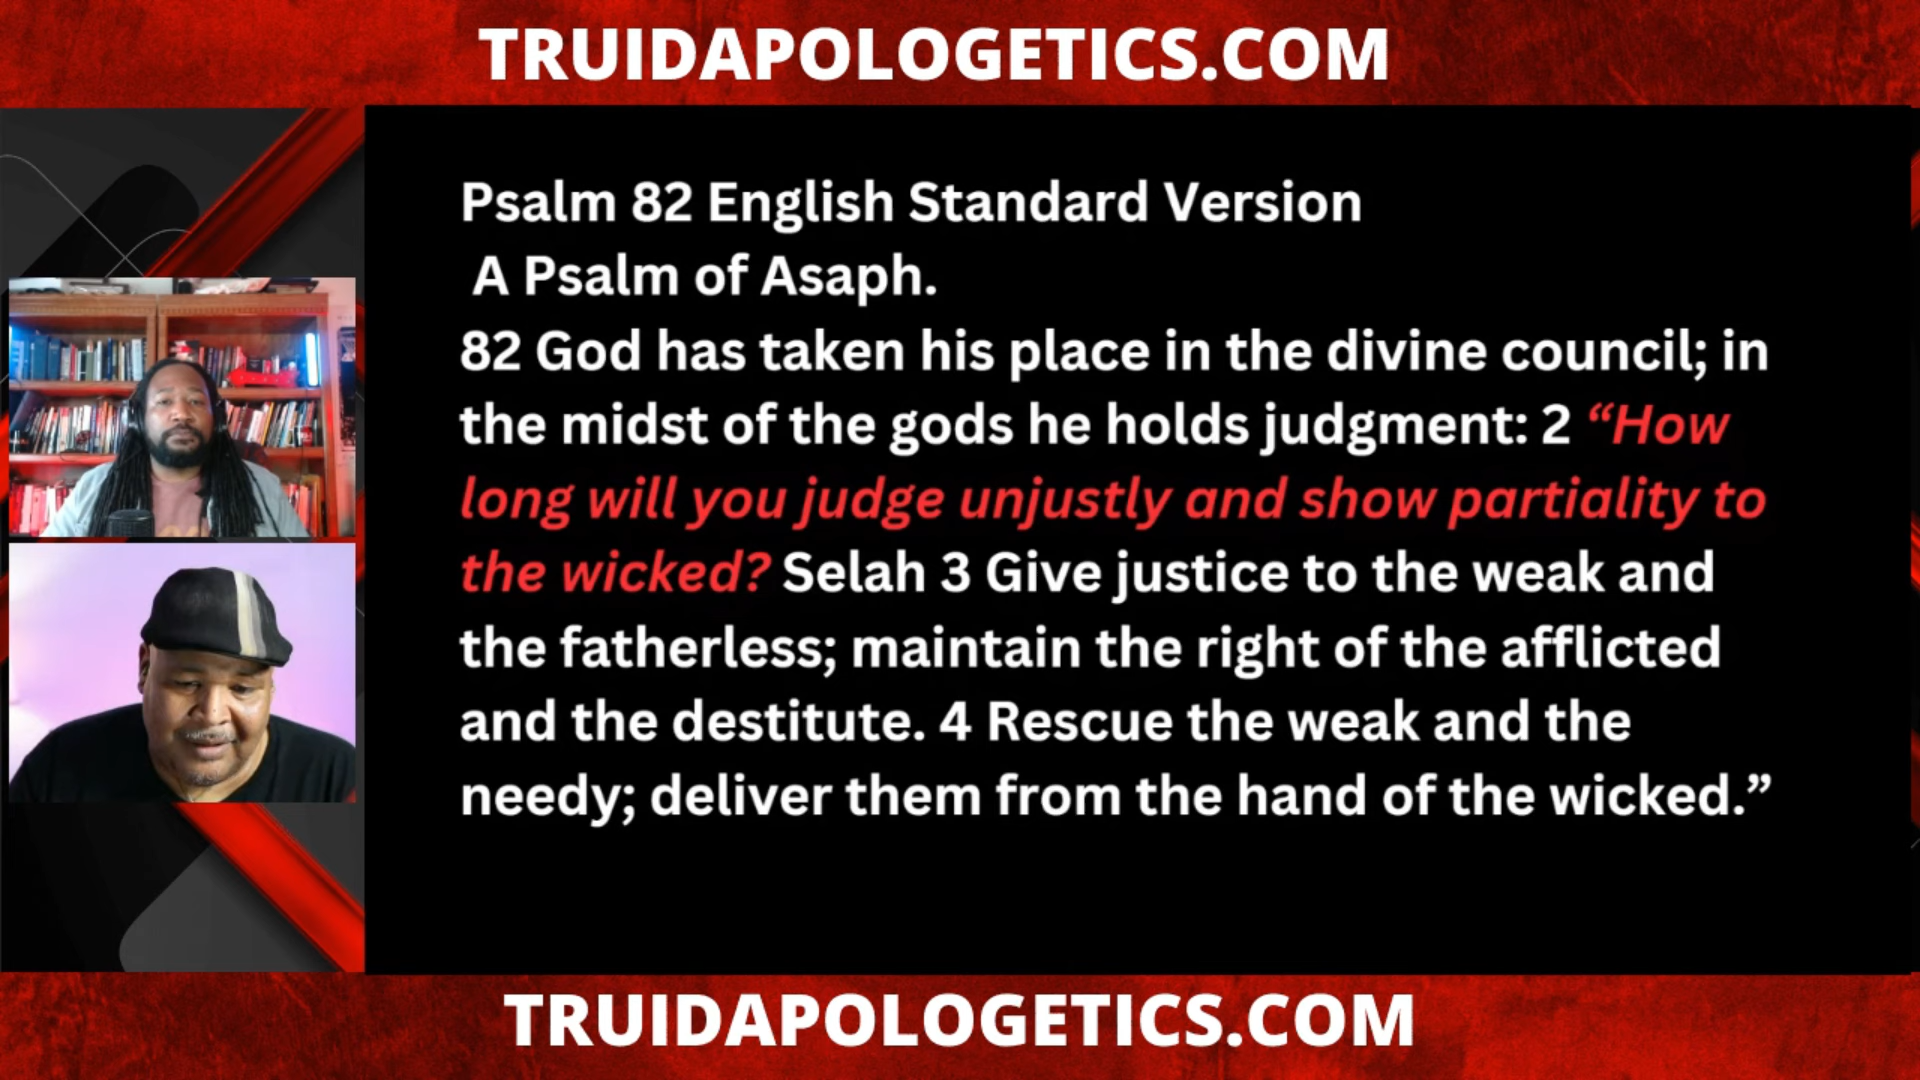 TRUIDAPOLOGETICS.COM
Psalm 82 English Standard Version
A Psalm of Asaph.
82 God has taken his place in the divine council; in
the midst of the gods he holds judgment: 2 “How
long will you judge unjustly and show partiality to
the wicked? Selah 3 Give justice to the weak and
the fatherless; maintain the right of the afflicted
and the destitute. 4 Rescue the weak and the
needy; deliver them from the hand of the wicked.”
TRUIDAPOLOGETICS.COM